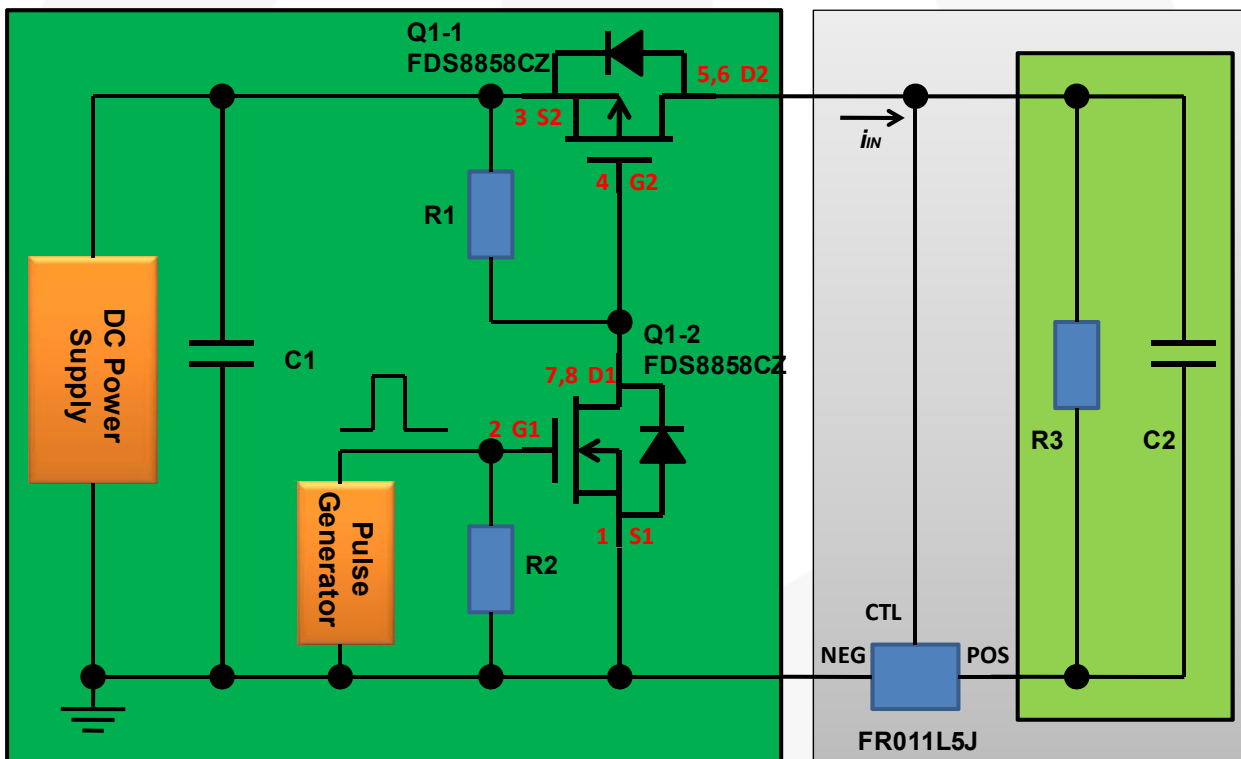 Q1-1
FDS8858CZ
5,6 D2
3 S2
i IN
4 G2
R1
DC Power
Supply
C1
Q1-2
FDS8858CZ
7,8 D1
2 G1
R3
C2
Pulse
Generator
1 S1
R2
CTL
NEG
POS
FR011L5J